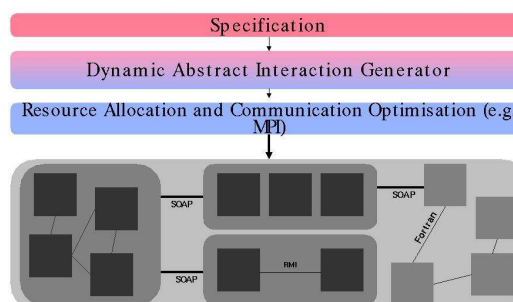 Specification
Dynamic Abstract Interaction Generator
Resource Allocation and Communication Optimisation (e.g
MPI)
SOAP
SOAP
Fortran
RMI
SOAP